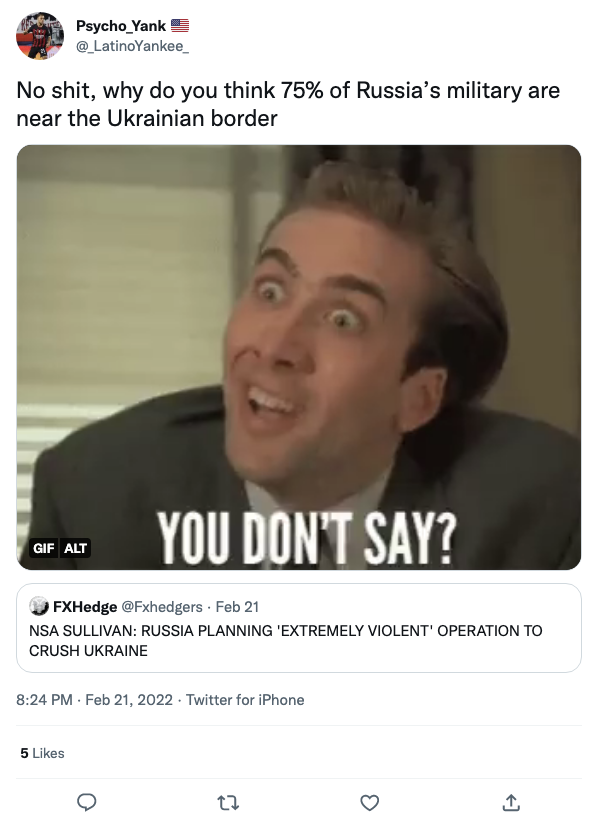 Psycho_Yank 🇺🇸
@_LatinoYankee_
No shit, why do you think 75% of Russia’s military are
near the Ukrainian border
YOU DON'T SAY?
GIF ALT
FXHedge @Fxhedgers · Feb 21
NSA SULLIVAN: RUSSIA PLANNING 'EXTREMELY VIOLENT' OPERATION TO
CRUSH UKRAINE
8:24 PM · Feb 21, 2022 · Twitter for iPhone
5 Likes